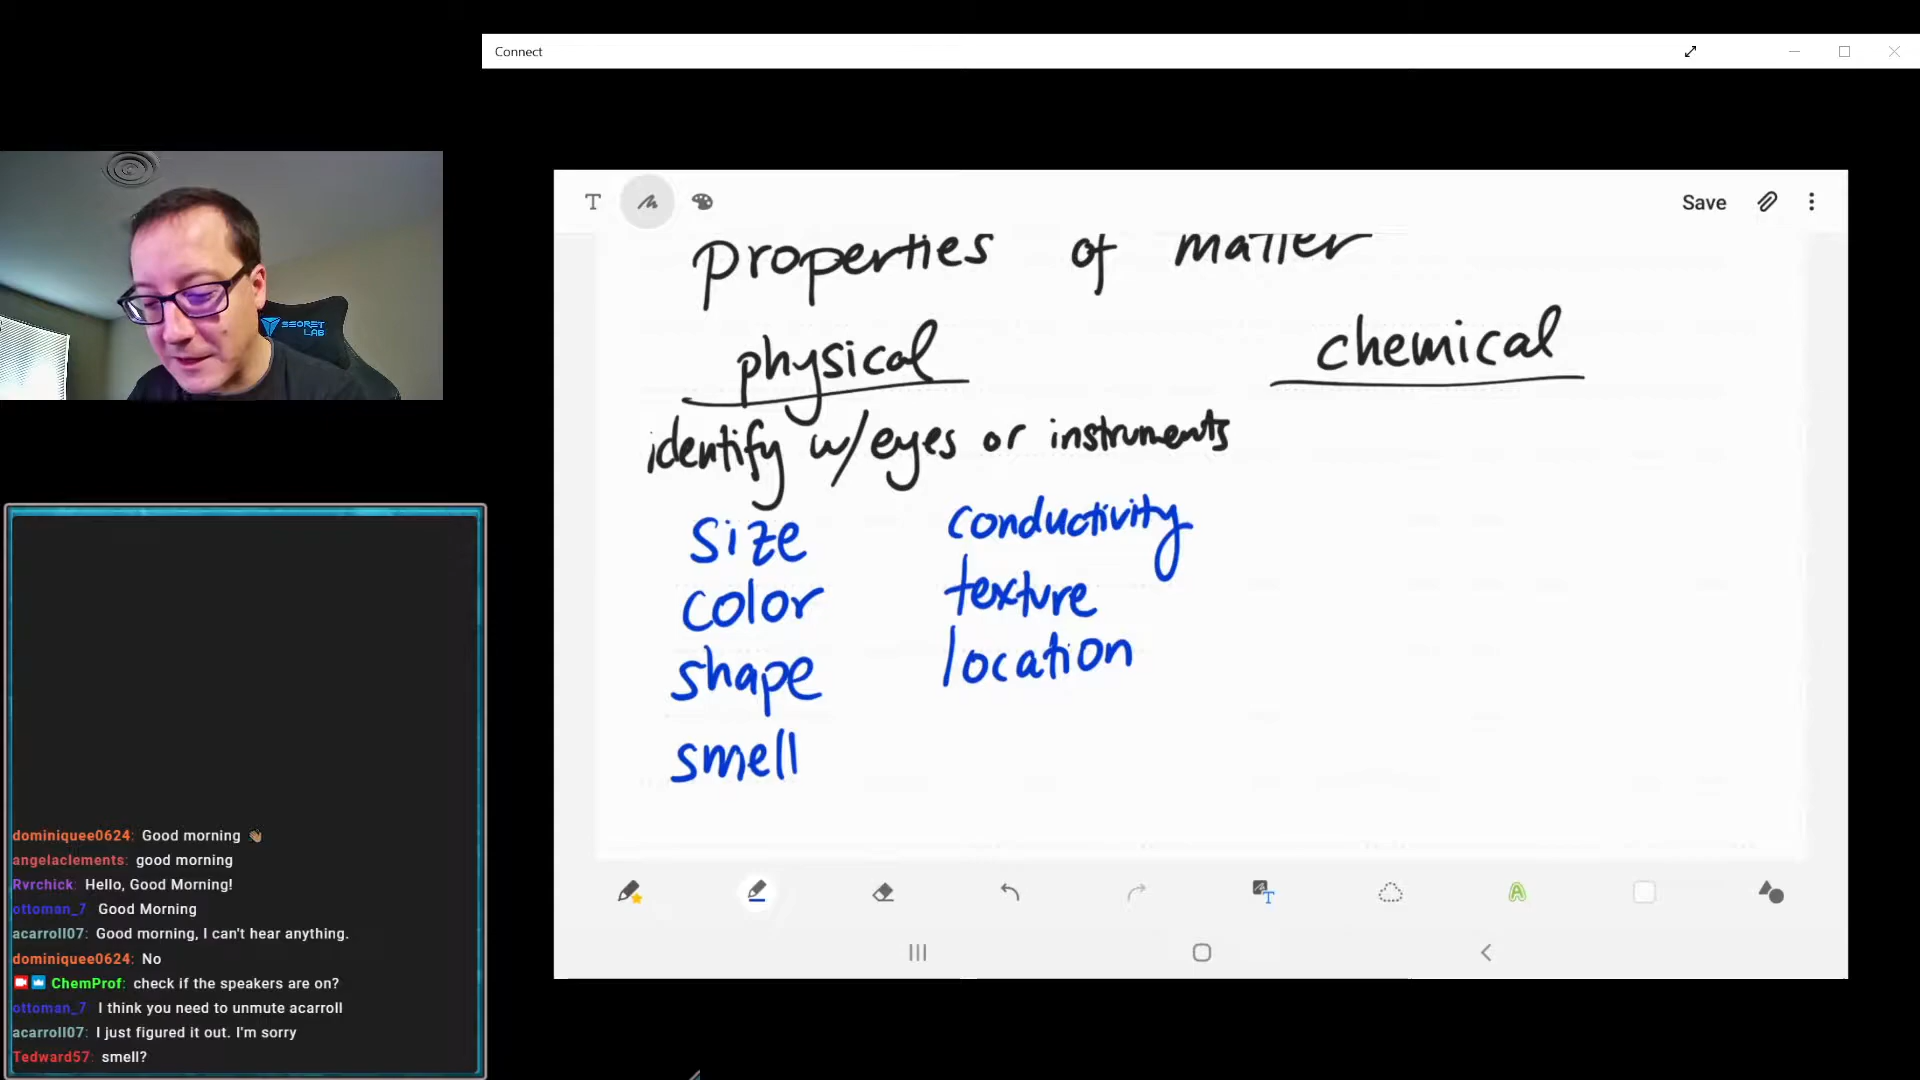 Connect
SECRET
LAB
T
Save
properties of matter
physical
chemical
identify w/eyes or instruments
size
color
shape
smell
conductivity
texture
location
dominiquee0624: Good morning 👋🏾
angelaclements: good morning
Rvrchick: Hello, Good Morning!
ottoman_7 Good Morning
acarroll07: Good morning, I can't hear anything.
dominiquee0624: No
ChemProf: check if the speakers are on?
ottoman_7 I think you need to unmute acarroll
acarroll07: I just figured it out. I'm sorry
Tedward57: smell?
T
A